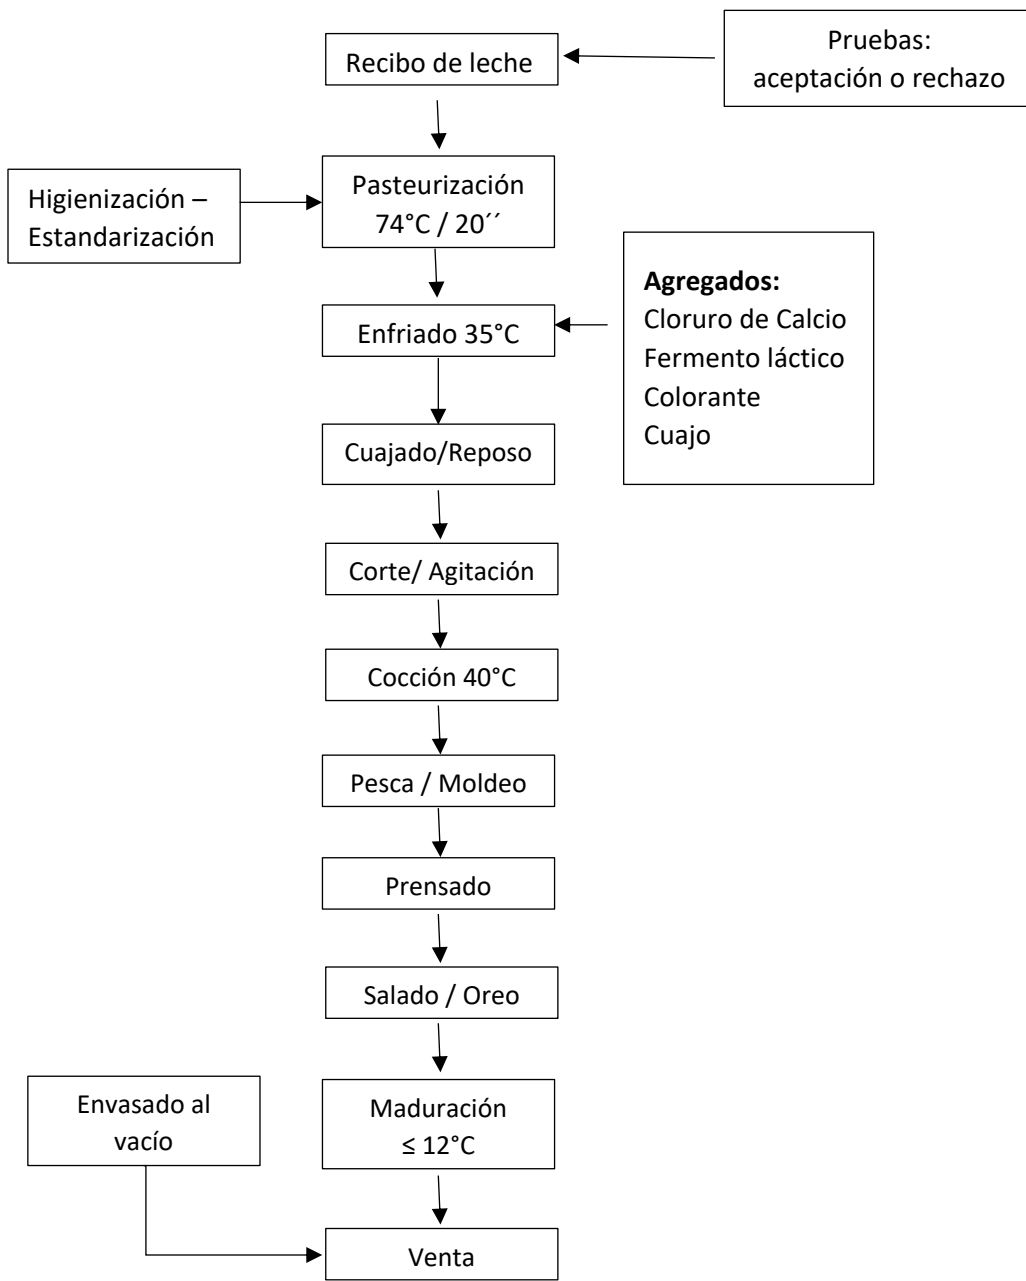 Recibo de leche
Pruebas:
aceptación o rechazo
Higienización –
Estandarización
Pasteurización
74°C / 20´´
Enfriado 35°C
Agregados:
Cloruro de Calcio
Fermento láctico
Colorante
Cuajo
Cuajado/Reposo
Corte/ Agitación
Cocción 40°C
Pesca / Moldeo
Prensado
Salado / Oreo
Maduración
≤ 12°C
Envasado al
vacío
Venta